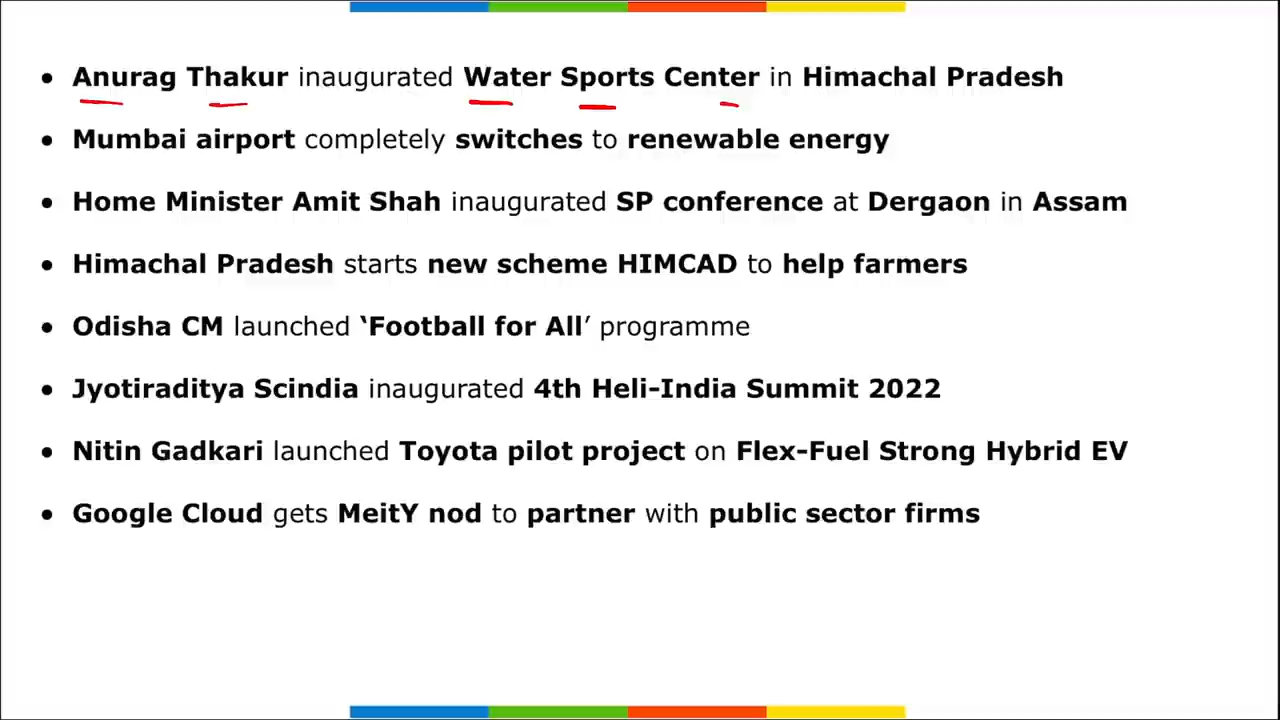 • Anurag Thakur inaugurated Water Sports Center in Himachal Pradesh
• Mumbai airport completely switches to renewable energy
• Home Minister Amit Shah inaugurated SP conference at Dergaon in Assam
• Himachal Pradesh starts new scheme HIMCAD to help farmers
• Odisha CM launched ‘Football for All’ programme
• Jyotiraditya Scindia inaugurated 4th Heli-India Summit 2022
• Nitin Gadkari launched Toyota pilot project on Flex-Fuel Strong Hybrid EV
• Google Cloud gets MeitY nod to partner with public sector firms